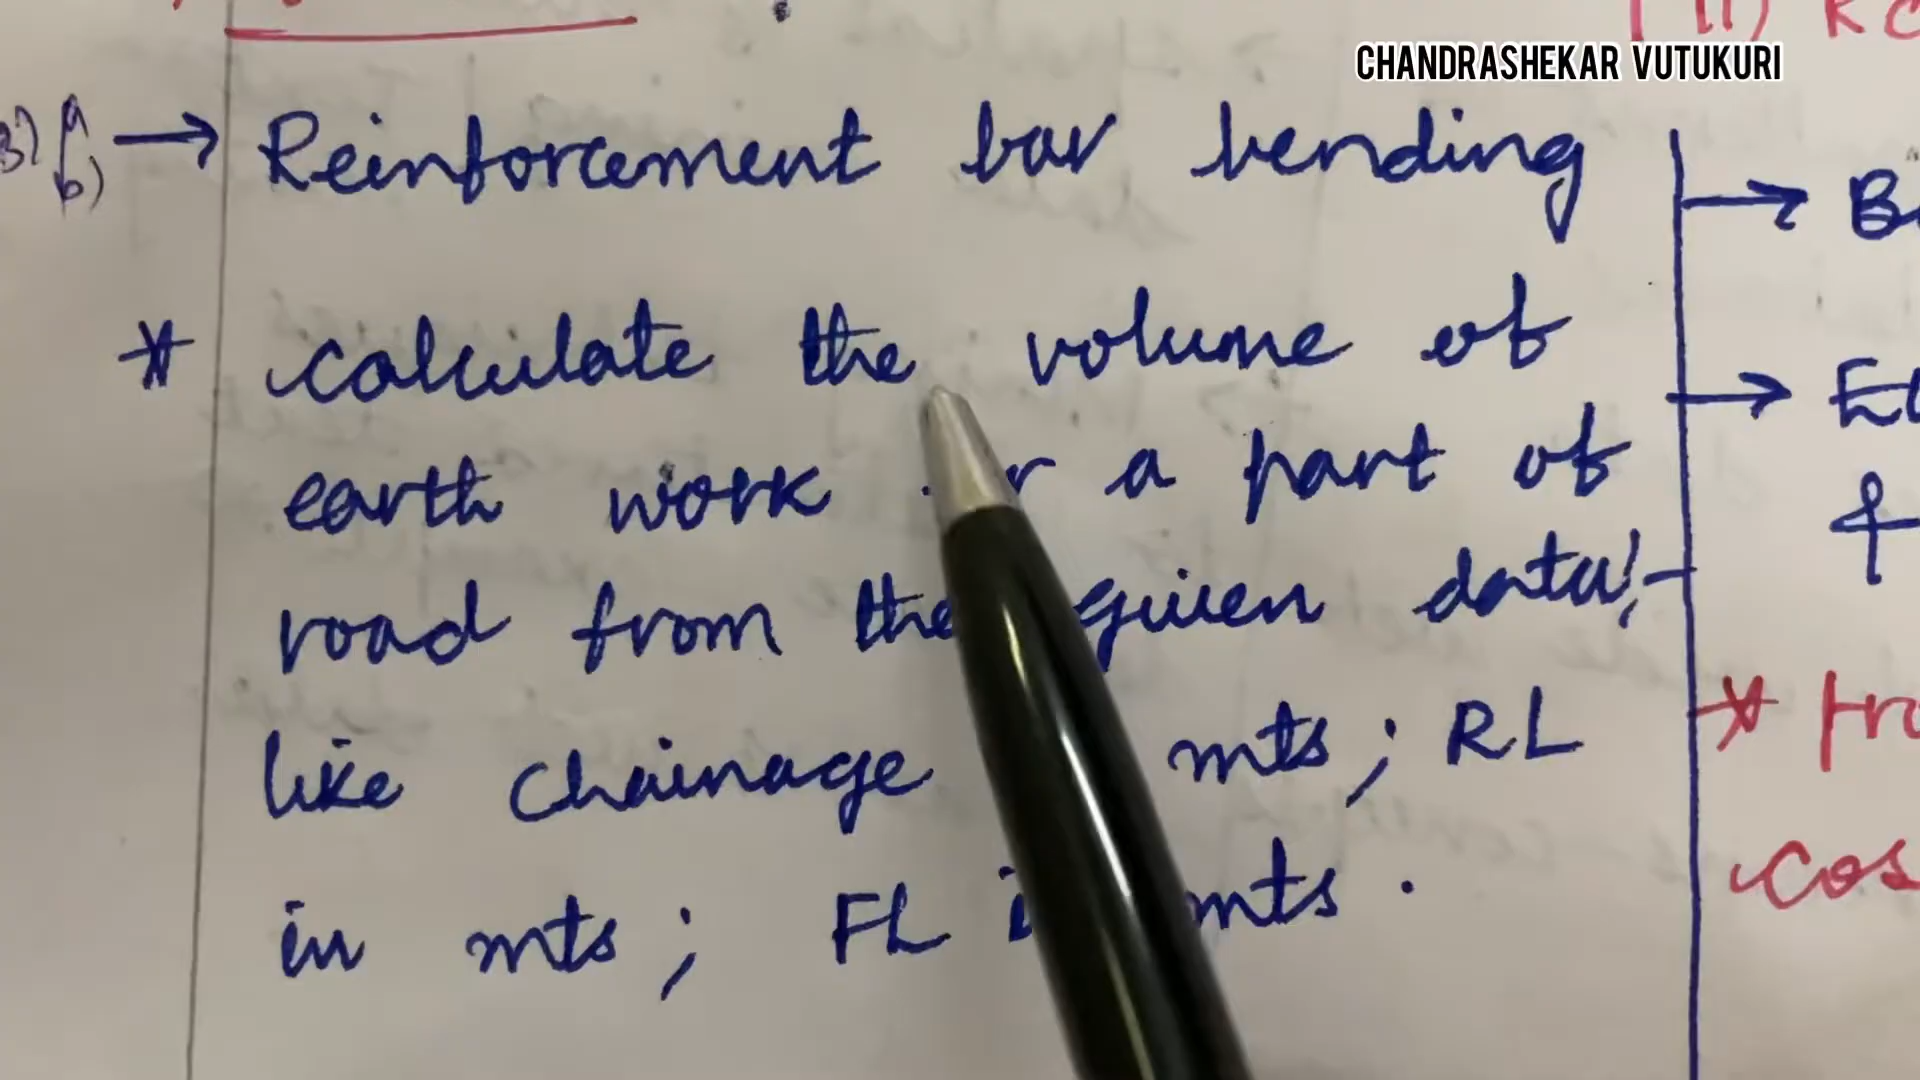 CHANDRASHEKAR VUTUKURI
3) a
b) → Reinforcement bar bending
* calculate the volume of
earth work a part of
road from the given data!
like chainage mts; RL
in mts; FL mts.